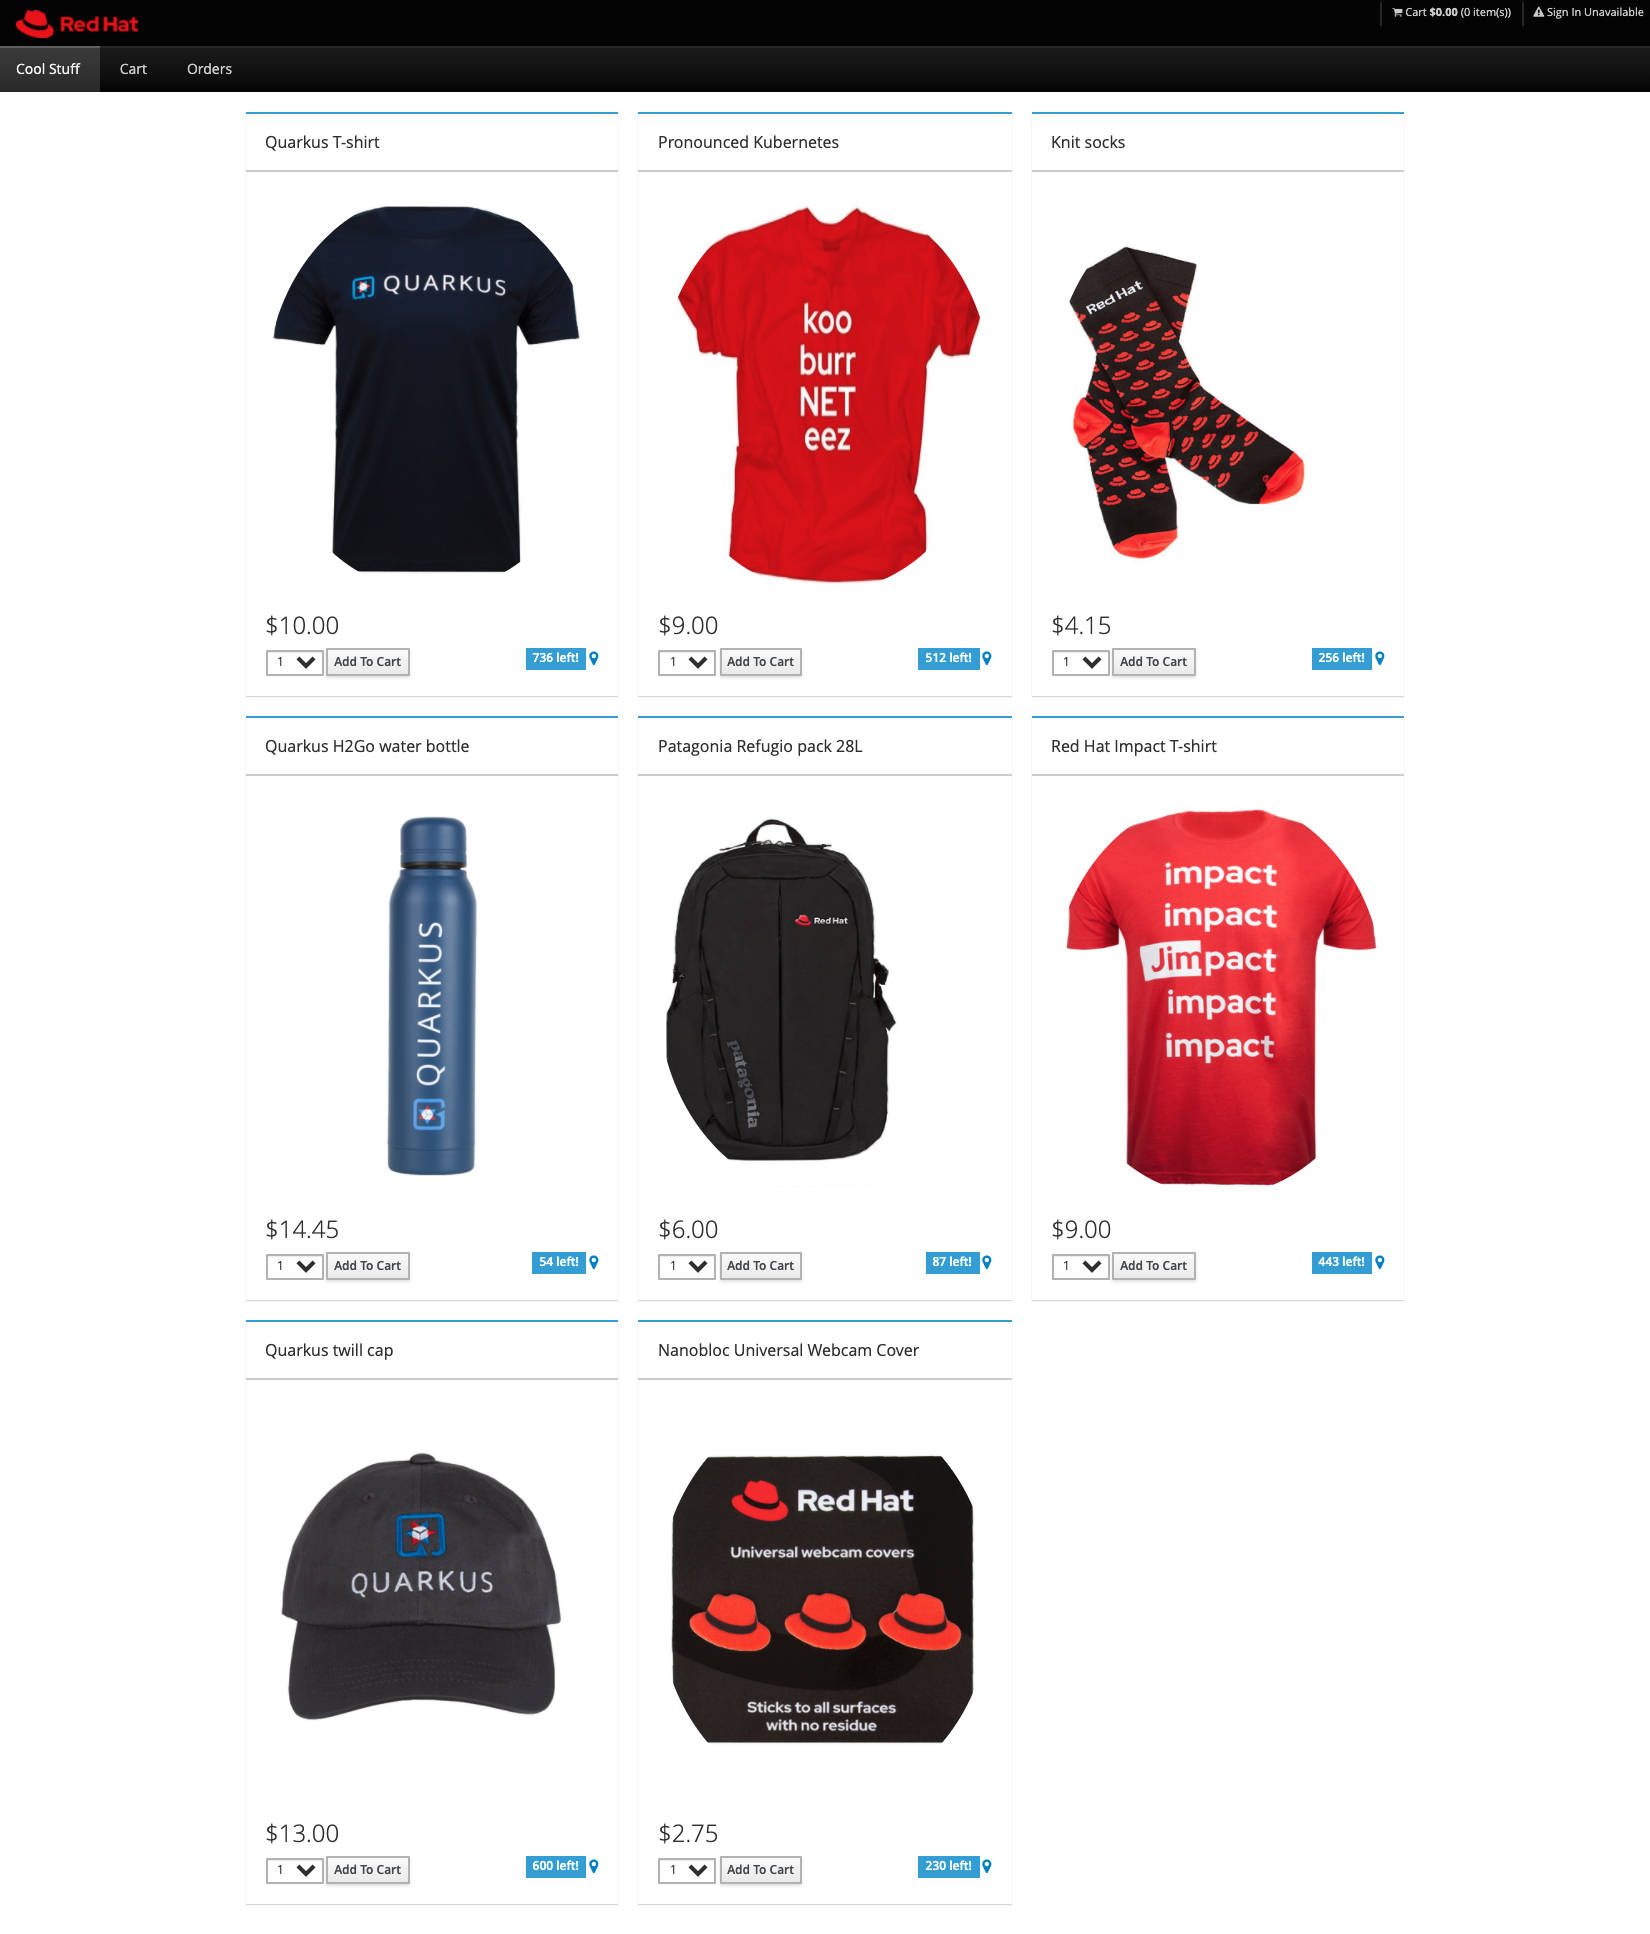 Red Hat
Cart $0.00 (0 item(s))
Sign In Unavailable
Cool Stuff
Cart
Orders
Quarkus T-shirt
QUARKUS
$10.00
1
Add To Cart
736 left!
Pronounced Kubernetes
koo
burr
NET
eez
$9.00
1
Add To Cart
512 left!
Knit socks
Red Hat
$4.15
1
Add To Cart
256 left!
Quarkus H2Go water bottle
QUARKUS
$14.45
1
Add To Cart
54 left!
Patagonia Refugio pack 28L
Red Hat
patagonia
$6.00
1
Add To Cart
87 left!
Red Hat Impact T-shirt
impact
impact
Jimpact
impact
impact
$9.00
1
Add To Cart
443 left!
Quarkus twill cap
QUARKUS
$13.00
1
Add To Cart
600 left!
Nanobloc Universal Webcam Cover
Red Hat
Universal webcam covers
Sticks to all surfaces
with no residue
$2.75
1
Add To Cart
230 left!